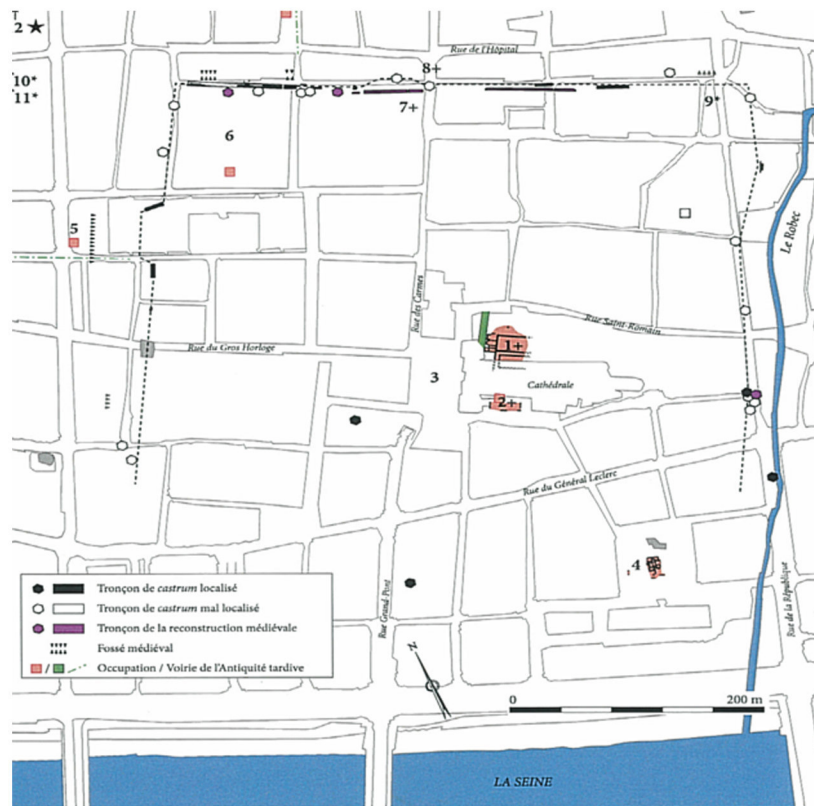 T
2 ★
Rue de l'Hôpital
10*
8+
11*
7+
9*
6
5
Le Robec
Rue des Carmes
Rue Saint-Romain
1+
Rue du Gros Horloge
3
Cathédrale
2+
Rue du Général Leclerc
4
Tronçon de castrum localisé
Tronçon de castrum mal localisé
Tronçon de la reconstruction médiévale
Fossé médiéval
/ Occupation / Voirie de l'Antiquité tardive
Rue Grand-Pont
Rue de la République
N
0 200 m
LA SEINE